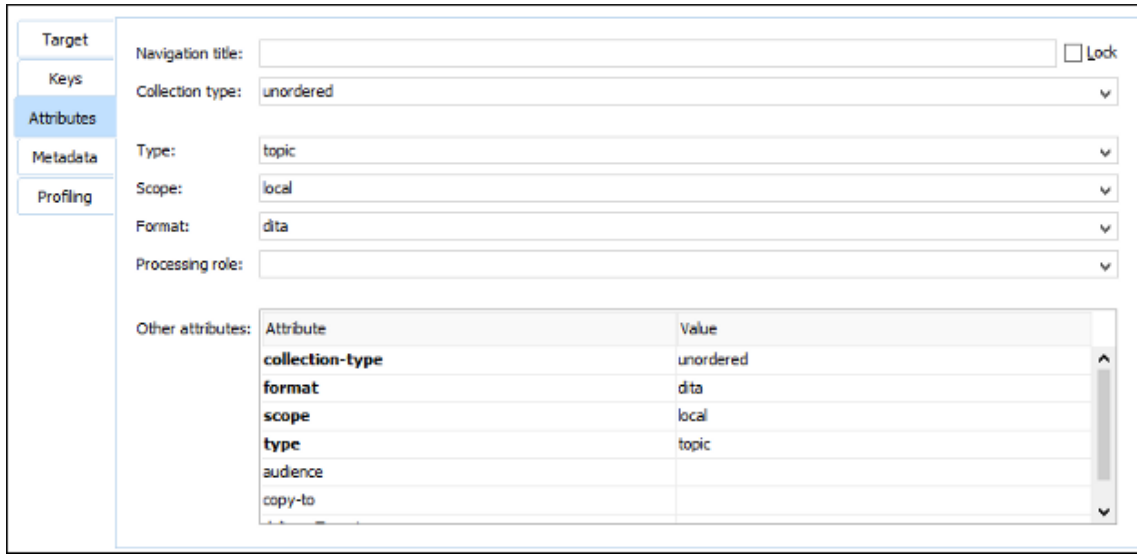 Target
Keys
Attributes
Metadata
Profiling
Navigation title:
Lock
Collection type: unordered
Type: topic
Scope: local
Format: dita
Processing role:
Other attributes:
Attribute Value
collection-type unordered
format dita
scope local
type topic
audience
copy-to